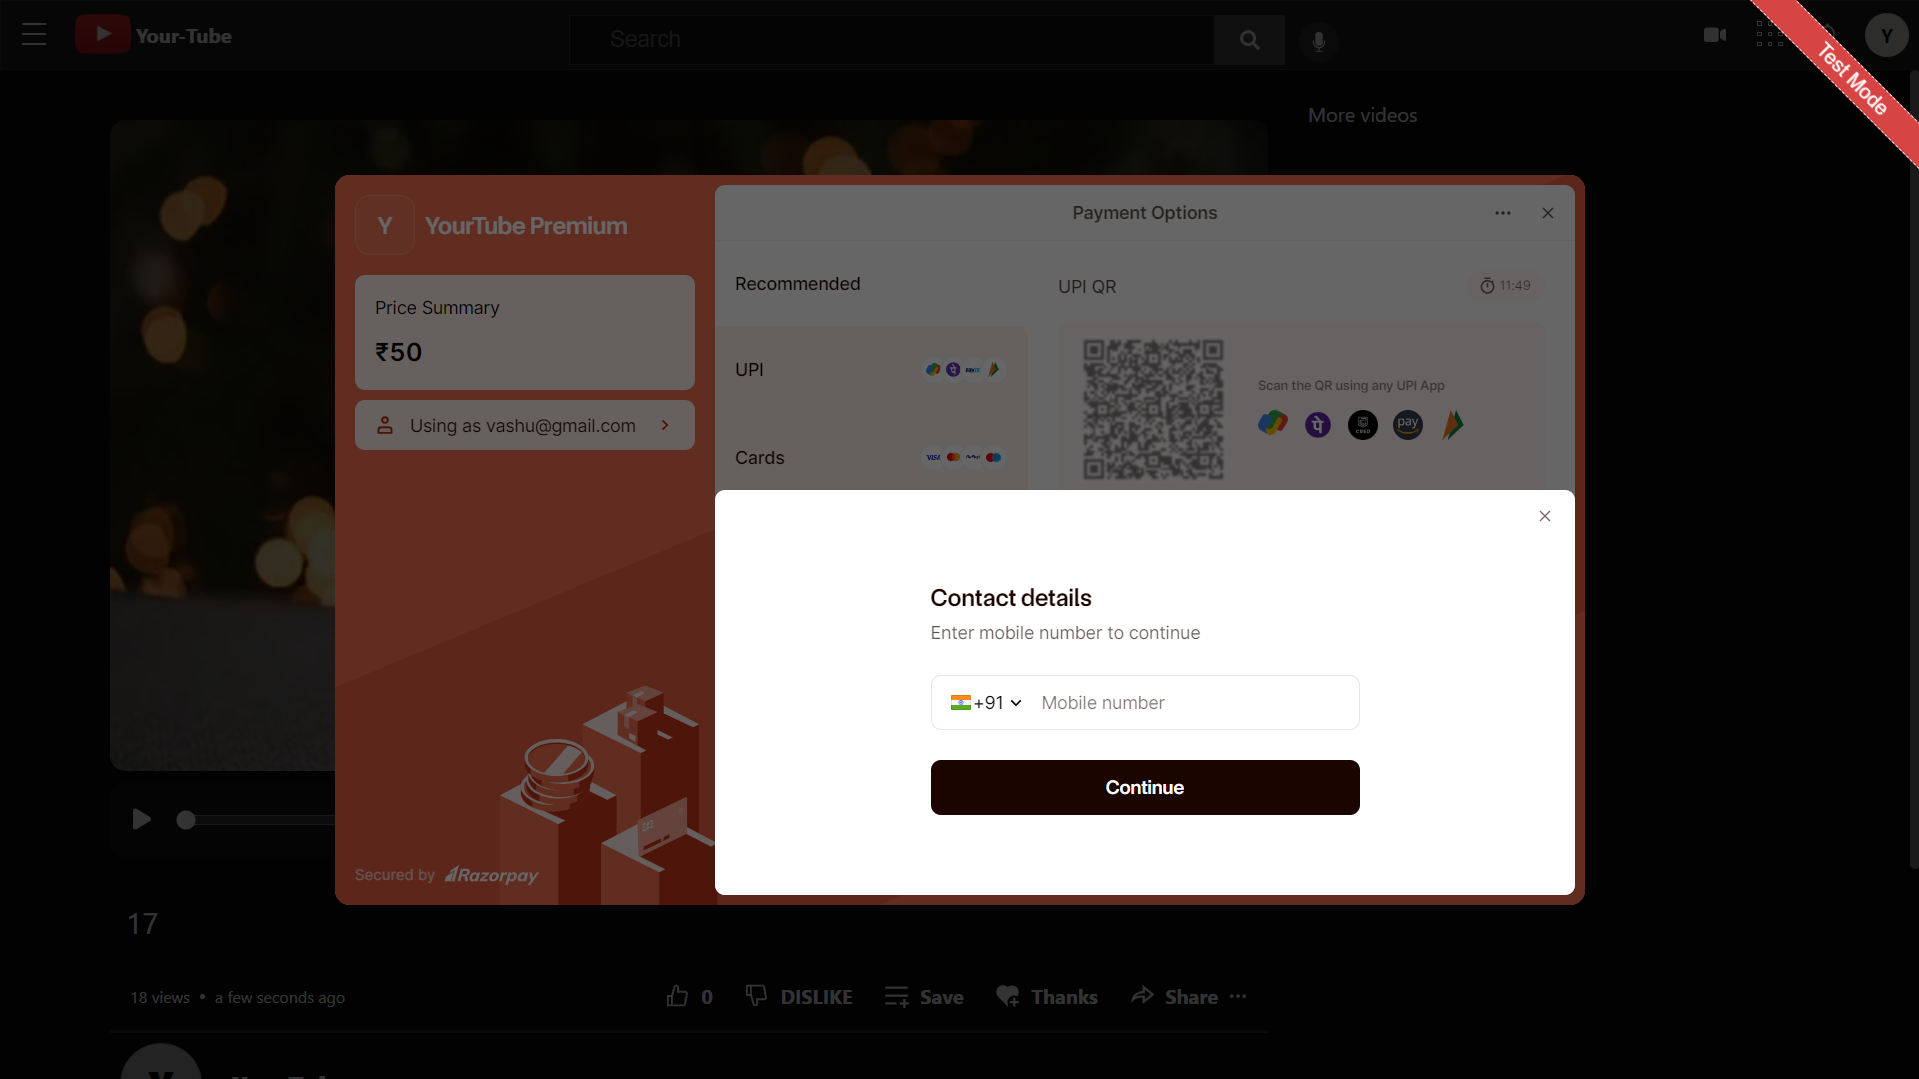 Your-Tube
Search
Y
Test Mode
More videos
Y
YourTube Premium
Price Summary
₹50
Using as vashu@gmail.com
Secured by Razorpay
Payment Options
Recommended
UPI
Cards
VISA
UPI QR
11:49
Scan the QR using any UPI App
CRED
pay
Contact details
Enter mobile number to continue
+91
Mobile number
Continue
17
18 views • a few seconds ago
0
DISLIKE
Save
Thanks
Share